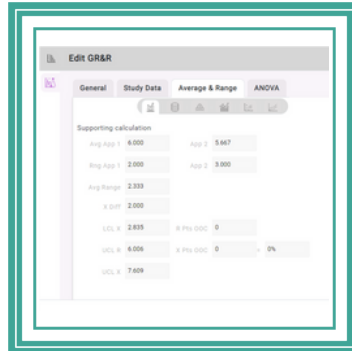 Edit GR&R
General Study Data Average & Range ANOVA
Supporting calculation
Avg App 1 6.000 App 2 5.667
Rng App 1 2.000 App 2 3.000
Avg Range 2.333
X Diff 2.000
LCL X 2.835 R Pts OOC 0
UCL R 6.006 X Pts OOC 0 = 0%
UCL X 7.609